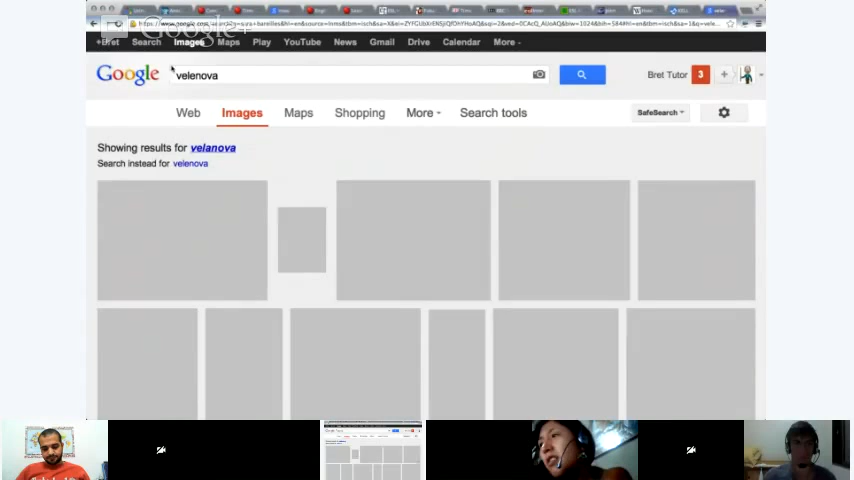 Google+
+Bret Search Images Maps Play YouTube News Gmail Drive Calendar More
Google velenova Bret Tutor 3 +
Web Images Maps Shopping More Search tools SafeSearch
Showing results for velanova
Search instead for velenova